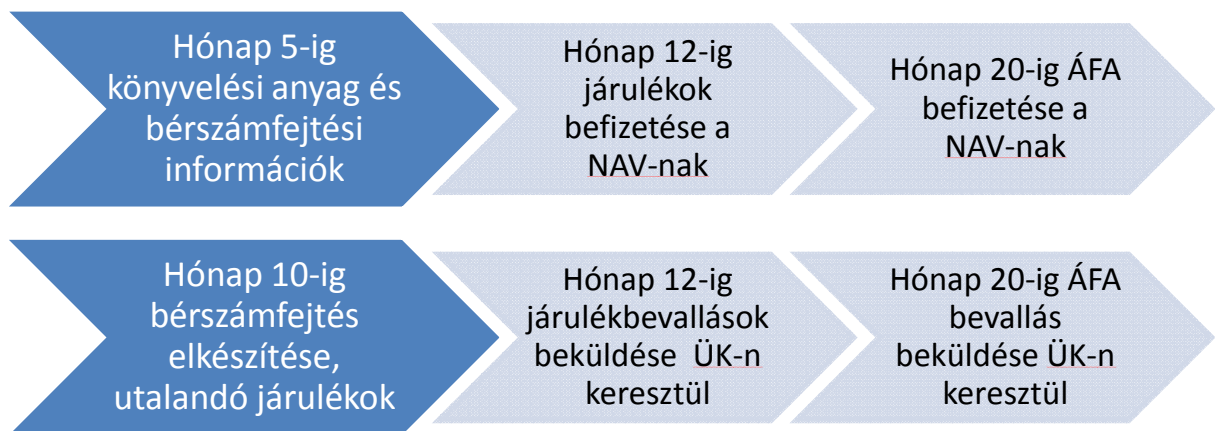 Hónap 5-ig
könyvelési anyag és
bérszámfejtési
információk
Hónap 12-ig
járulékok
befizetése a
NAV-nak
Hónap 20-ig ÁFA
befizetése a
NAV-nak
Hónap 10-ig
bérszámfejtés
elkészítése,
utalandó járulékok
Hónap 12-ig
járulékbevallások
beküldése ÜK-n
keresztül
Hónap 20-ig ÁFA
bevallás
beküldése ÜK-n
keresztül